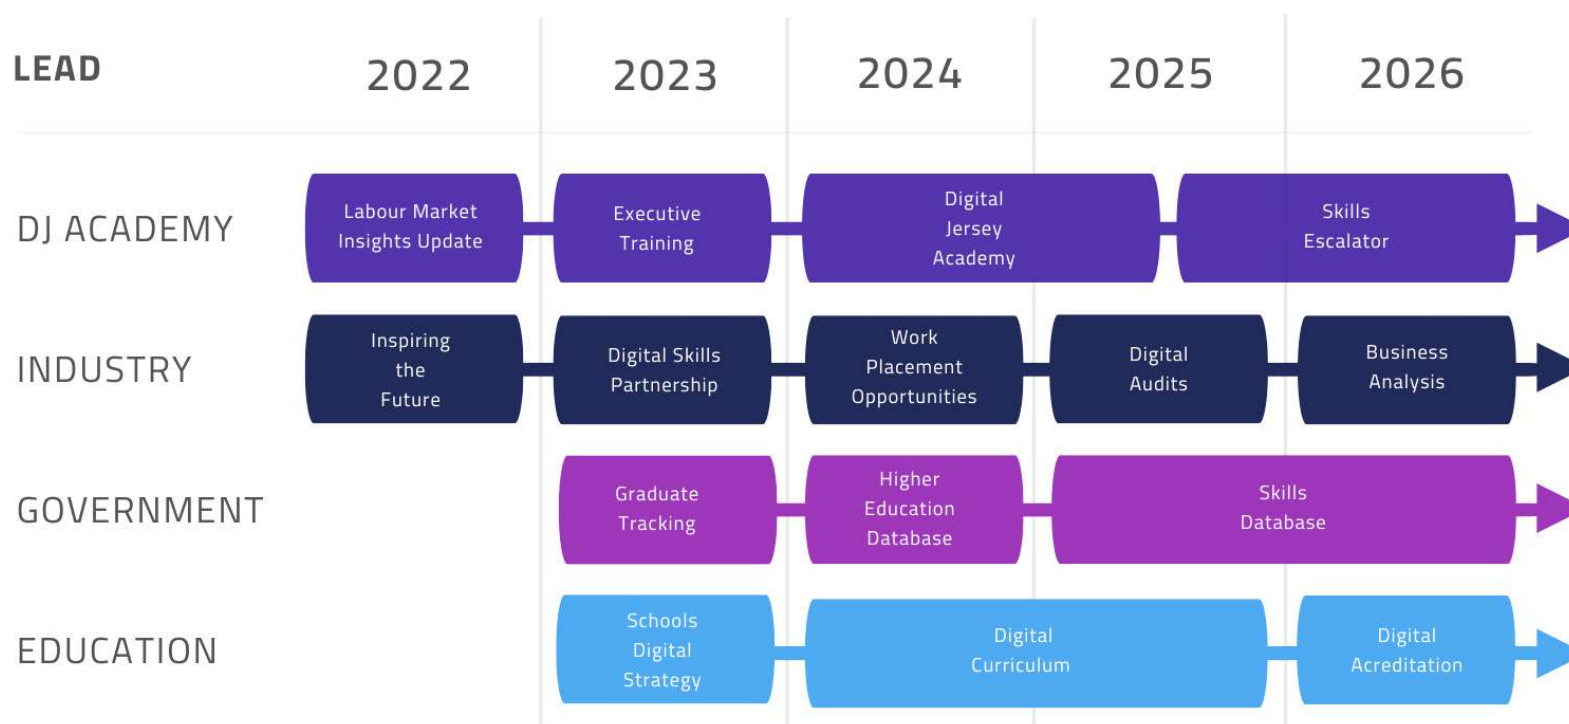 LEAD
2022
2023
2024
2025
2026
DJ ACADEMY
Labour Market
Insights Update
Executive
Training
Digital
Jersey
Academy
Skills
Escalator
INDUSTRY
Inspiring
the
Future
Digital Skills
Partnership
Work
Placement
Opportunities
Digital
Audits
Business
Analysis
GOVERNMENT
Graduate
Tracking
Higher
Education
Database
Skills
Database
EDUCATION
Schools
Digital
Strategy
Digital
Curriculum
Digital
Acreditation